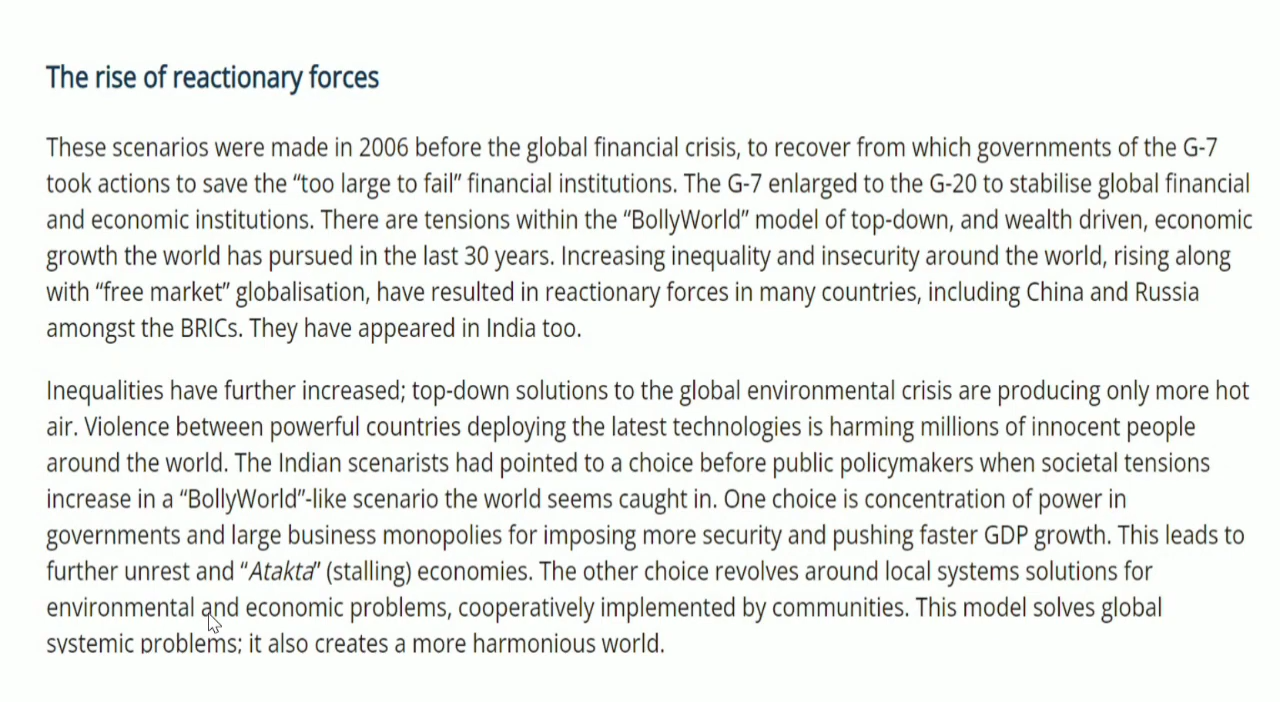 The rise of reactionary forces
These scenarios were made in 2006 before the global financial crisis, to recover from which governments of the G-7
took actions to save the “too large to fail” financial institutions. The G-7 enlarged to the G-20 to stabilise global financial
and economic institutions. There are tensions within the “BollyWorld” model of top-down, and wealth driven, economic
growth the world has pursued in the last 30 years. Increasing inequality and insecurity around the world, rising along
with “free market” globalisation, have resulted in reactionary forces in many countries, including China and Russia
amongst the BRICs. They have appeared in India too.
Inequalities have further increased; top-down solutions to the global environmental crisis are producing only more hot
air. Violence between powerful countries deploying the latest technologies is harming millions of innocent people
around the world. The Indian scenarists had pointed to a choice before public policymakers when societal tensions
increase in a “BollyWorld”-like scenario the world seems caught in. One choice is concentration of power in
governments and large business monopolies for imposing more security and pushing faster GDP growth. This leads to
further unrest and “Atakta” (stalling) economies. The other choice revolves around local systems solutions for
environmental and economic problems, cooperatively implemented by communities. This model solves global
systemic problems; it also creates a more harmonious world.